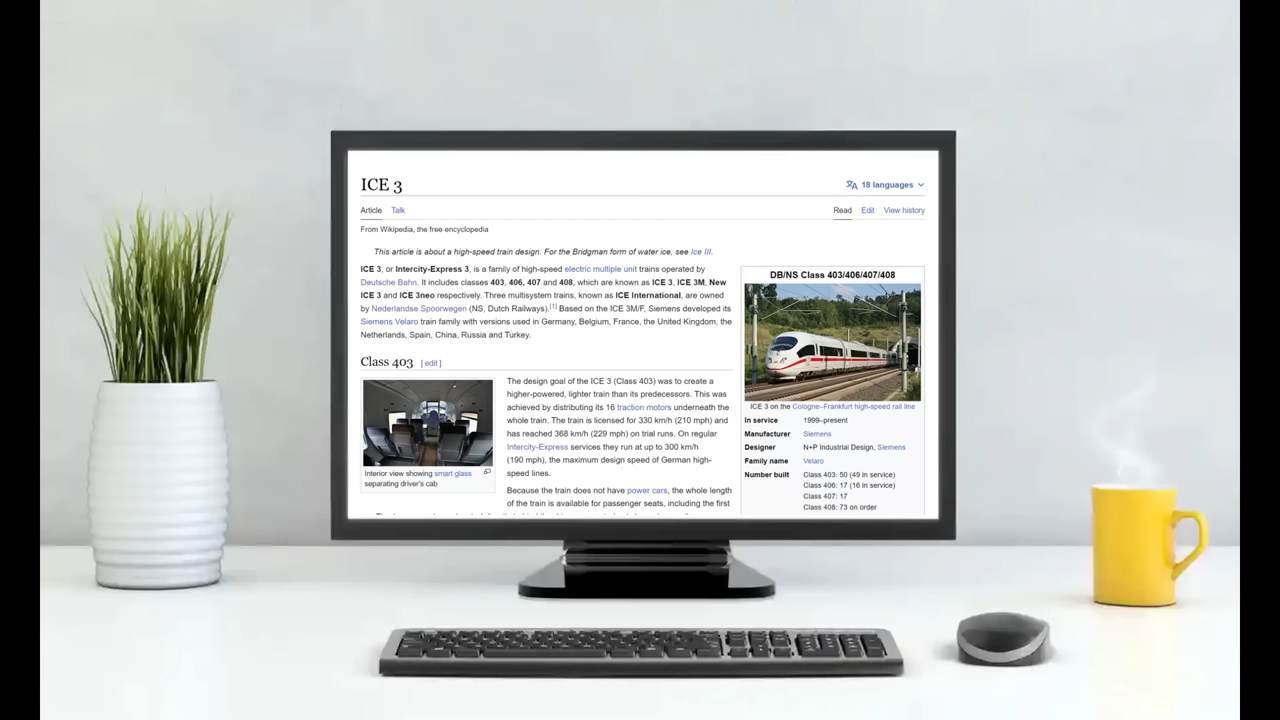 ICE 3
18 languages
Article Talk
Read Edit View history
From Wikipedia, the free encyclopedia
This article is about a high-speed train design. For the Bridgman form of water ice, see Ice III.
ICE 3, or Intercity-Express 3, is a family of high-speed electric multiple unit trains operated by
Deutsche Bahn. It includes classes 403, 406, 407 and 408, which are known as ICE 3, ICE 3M, New
ICE 3 and ICE 3neo respectively. Three multisystem trains, known as ICE International, are owned
by Nederlandse Spoorwegen (NS, Dutch Railways).[1] Based on the ICE 3M/F, Siemens developed its
Siemens Velaro train family with versions used in Germany, Belgium, France, the United Kingdom, the
Netherlands, Spain, China, Russia and Turkey.
Class 403 [ edit ]
Interior view showing smart glass
separating driver's cab
The design goal of the ICE 3 (Class 403) was to create a
higher-powered, lighter train than its predecessors. This was
achieved by distributing its 16 traction motors underneath the
whole train. The train is licensed for 330 km/h (210 mph) and
has reached 368 km/h (229 mph) on trial runs. On regular
Intercity-Express services they run at up to 300 km/h
(190 mph), the maximum design speed of German high-
speed lines.
Because the train does not have power cars, the whole length
of the train is available for passenger seats, including the first
DB/NS Class 403/406/407/408
ICE 3 on the Cologne–Frankfurt high-speed rail line
In service 1999–present
Manufacturer Siemens
Designer N+P Industrial Design, Siemens
Family name Velaro
Number built Class 403: 50 (49 in service)
Class 406: 17 (16 in service)
Class 407: 17
Class 408: 73 on order